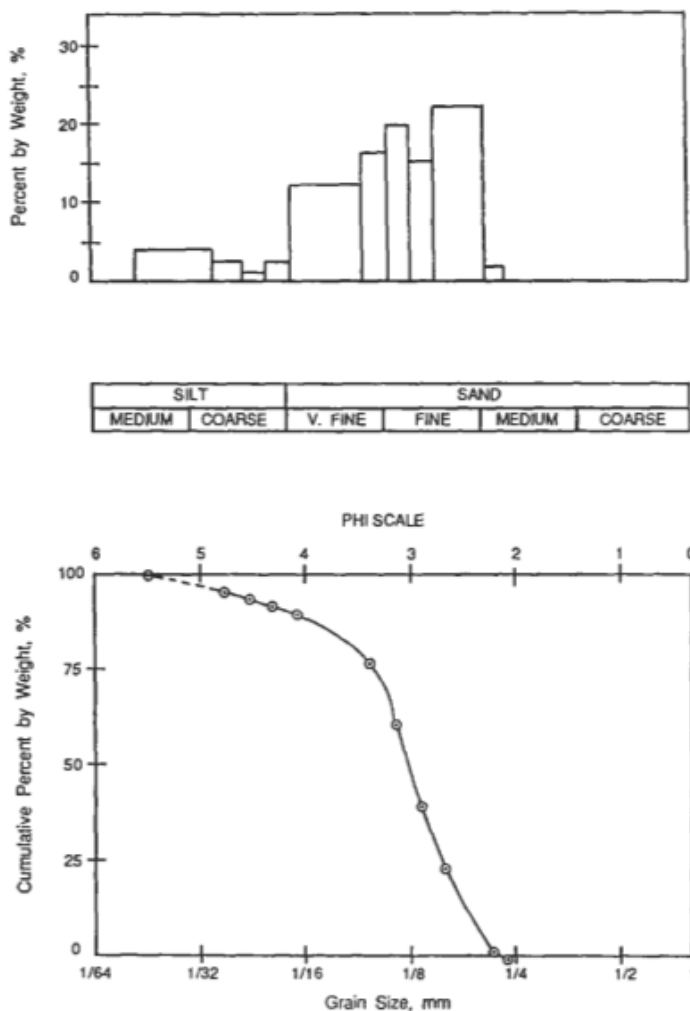 Percent by Weight, %
30
20
10
0
SILT SAND
MEDIUM COARSE V. FINE FINE MEDIUM COARSE
PHI SCALE
6 5 4 3 2 1 0
Cumulative Percent by Weight, %
100
75
50
25
0
1/64 1/32 1/16 1/8 1/4 1/2
Grain Size, mm